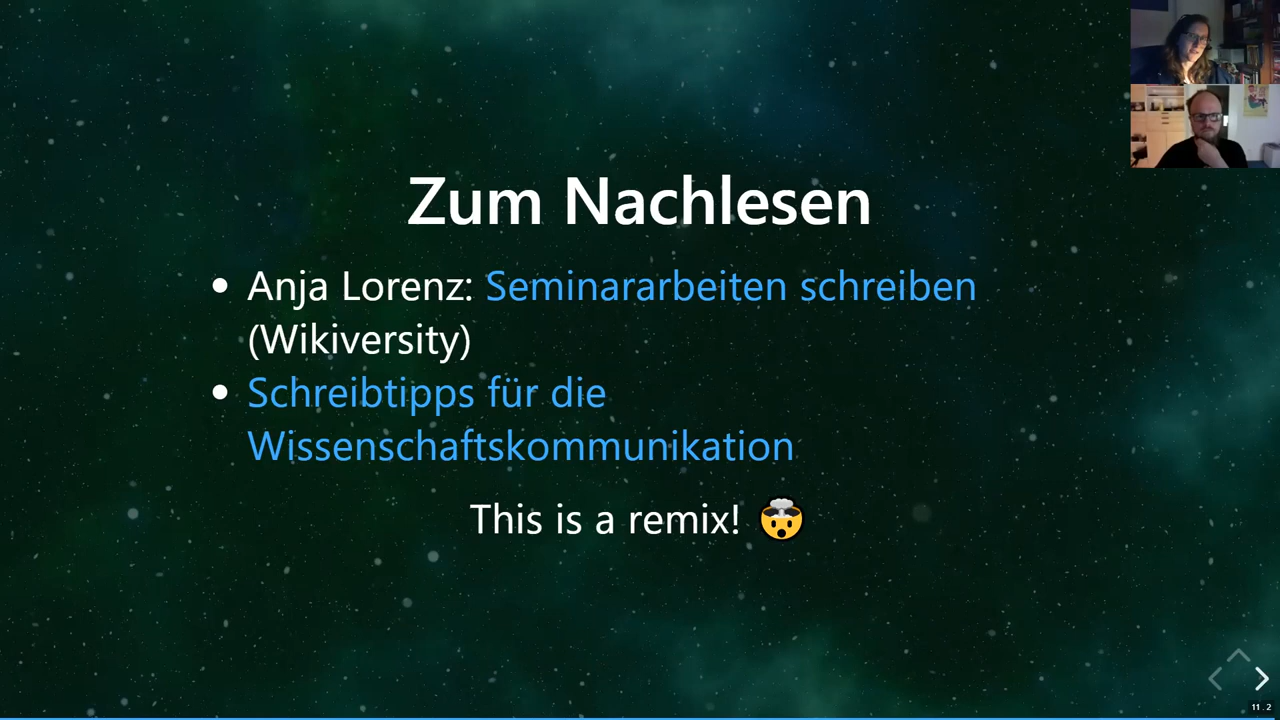 Zum Nachlesen
• Anja Lorenz: Seminararbeiten schreiben
(Wikiversity)
• Schreibtipps für die
Wissenschaftskommunikation
This is a remix! 🤯
11.2